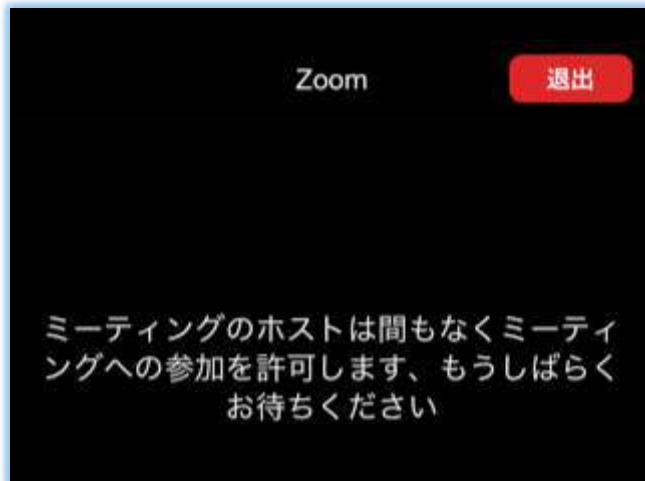 Zoom
退出
ミーティングのホストは間もなくミーティ
ングへの参加を許可します、もうしばらく
お待ちください